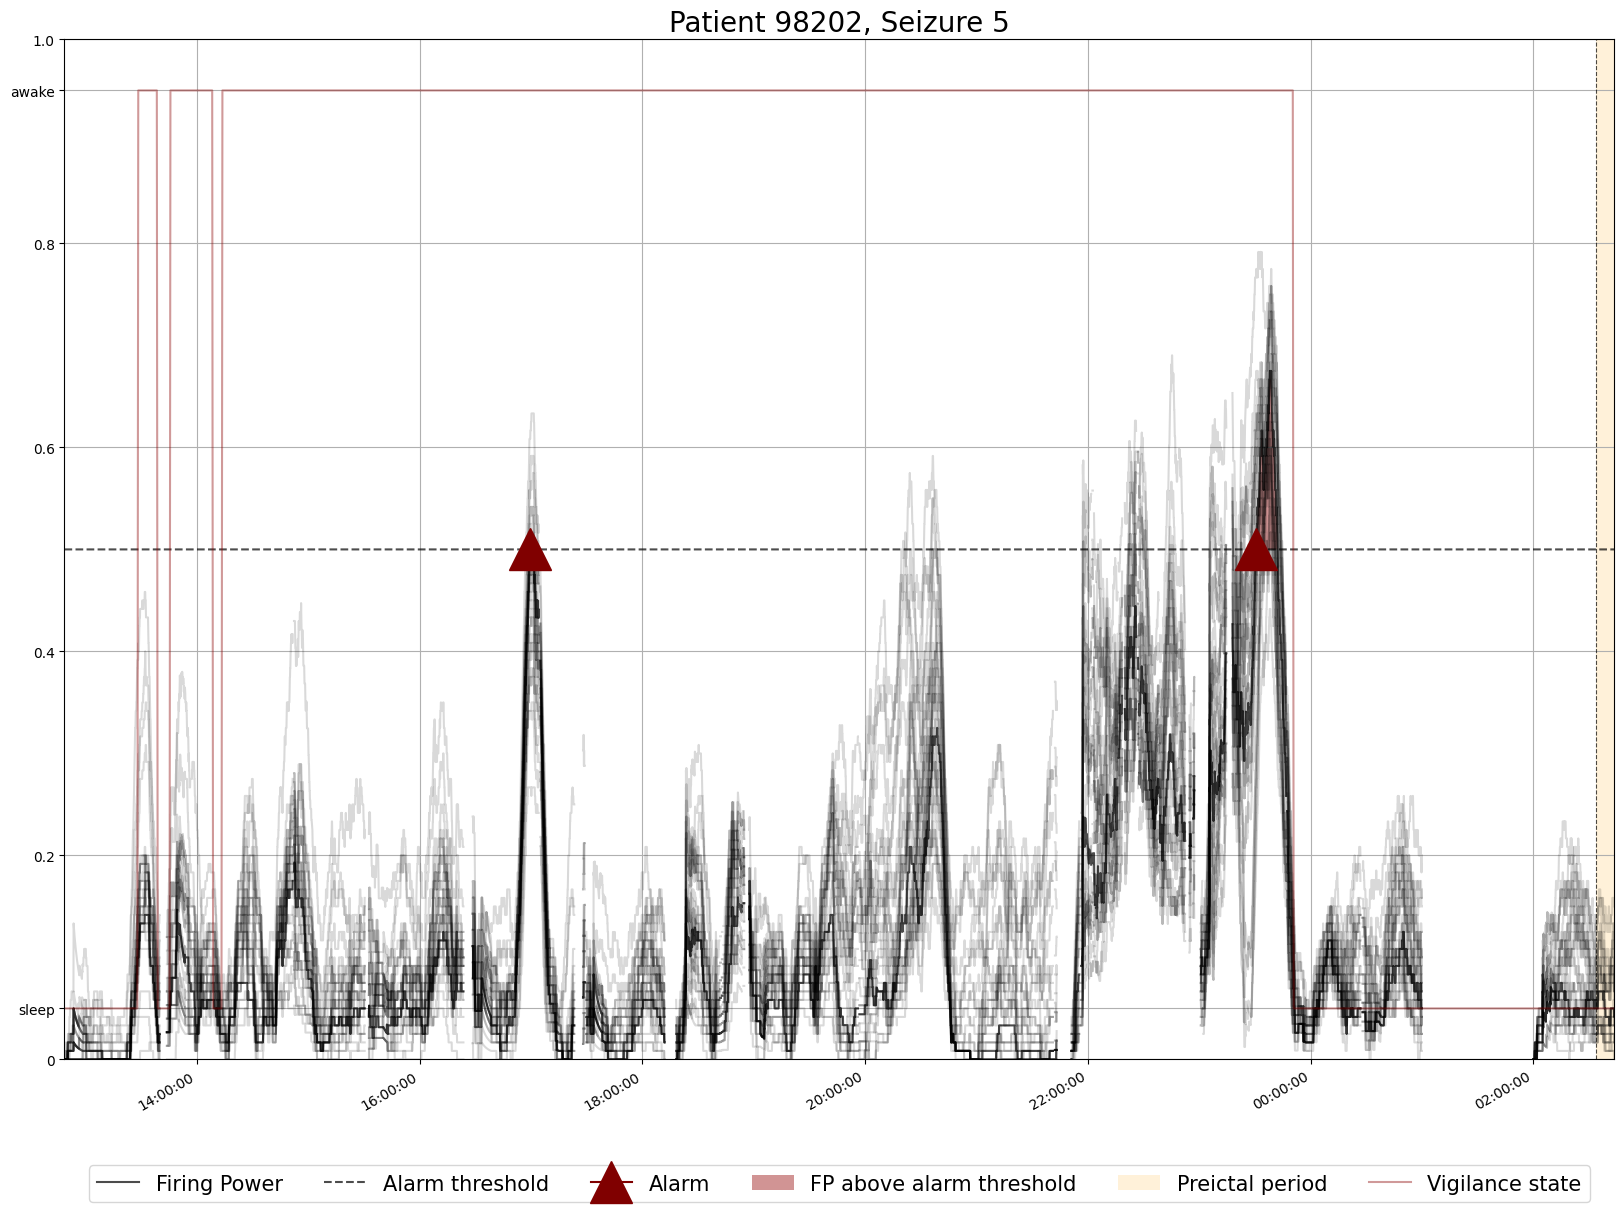 Patient 98202, Seizure 5
1.0
awake
0.8
0.6
0.4
0.2
sleep
0
14:00:00
16:00:00
18:00:00
20:00:00
22:00:00
00:00:00
02:00:00
Firing Power
Alarm threshold
Alarm
FP above alarm threshold
Preictal period
Vigilance state